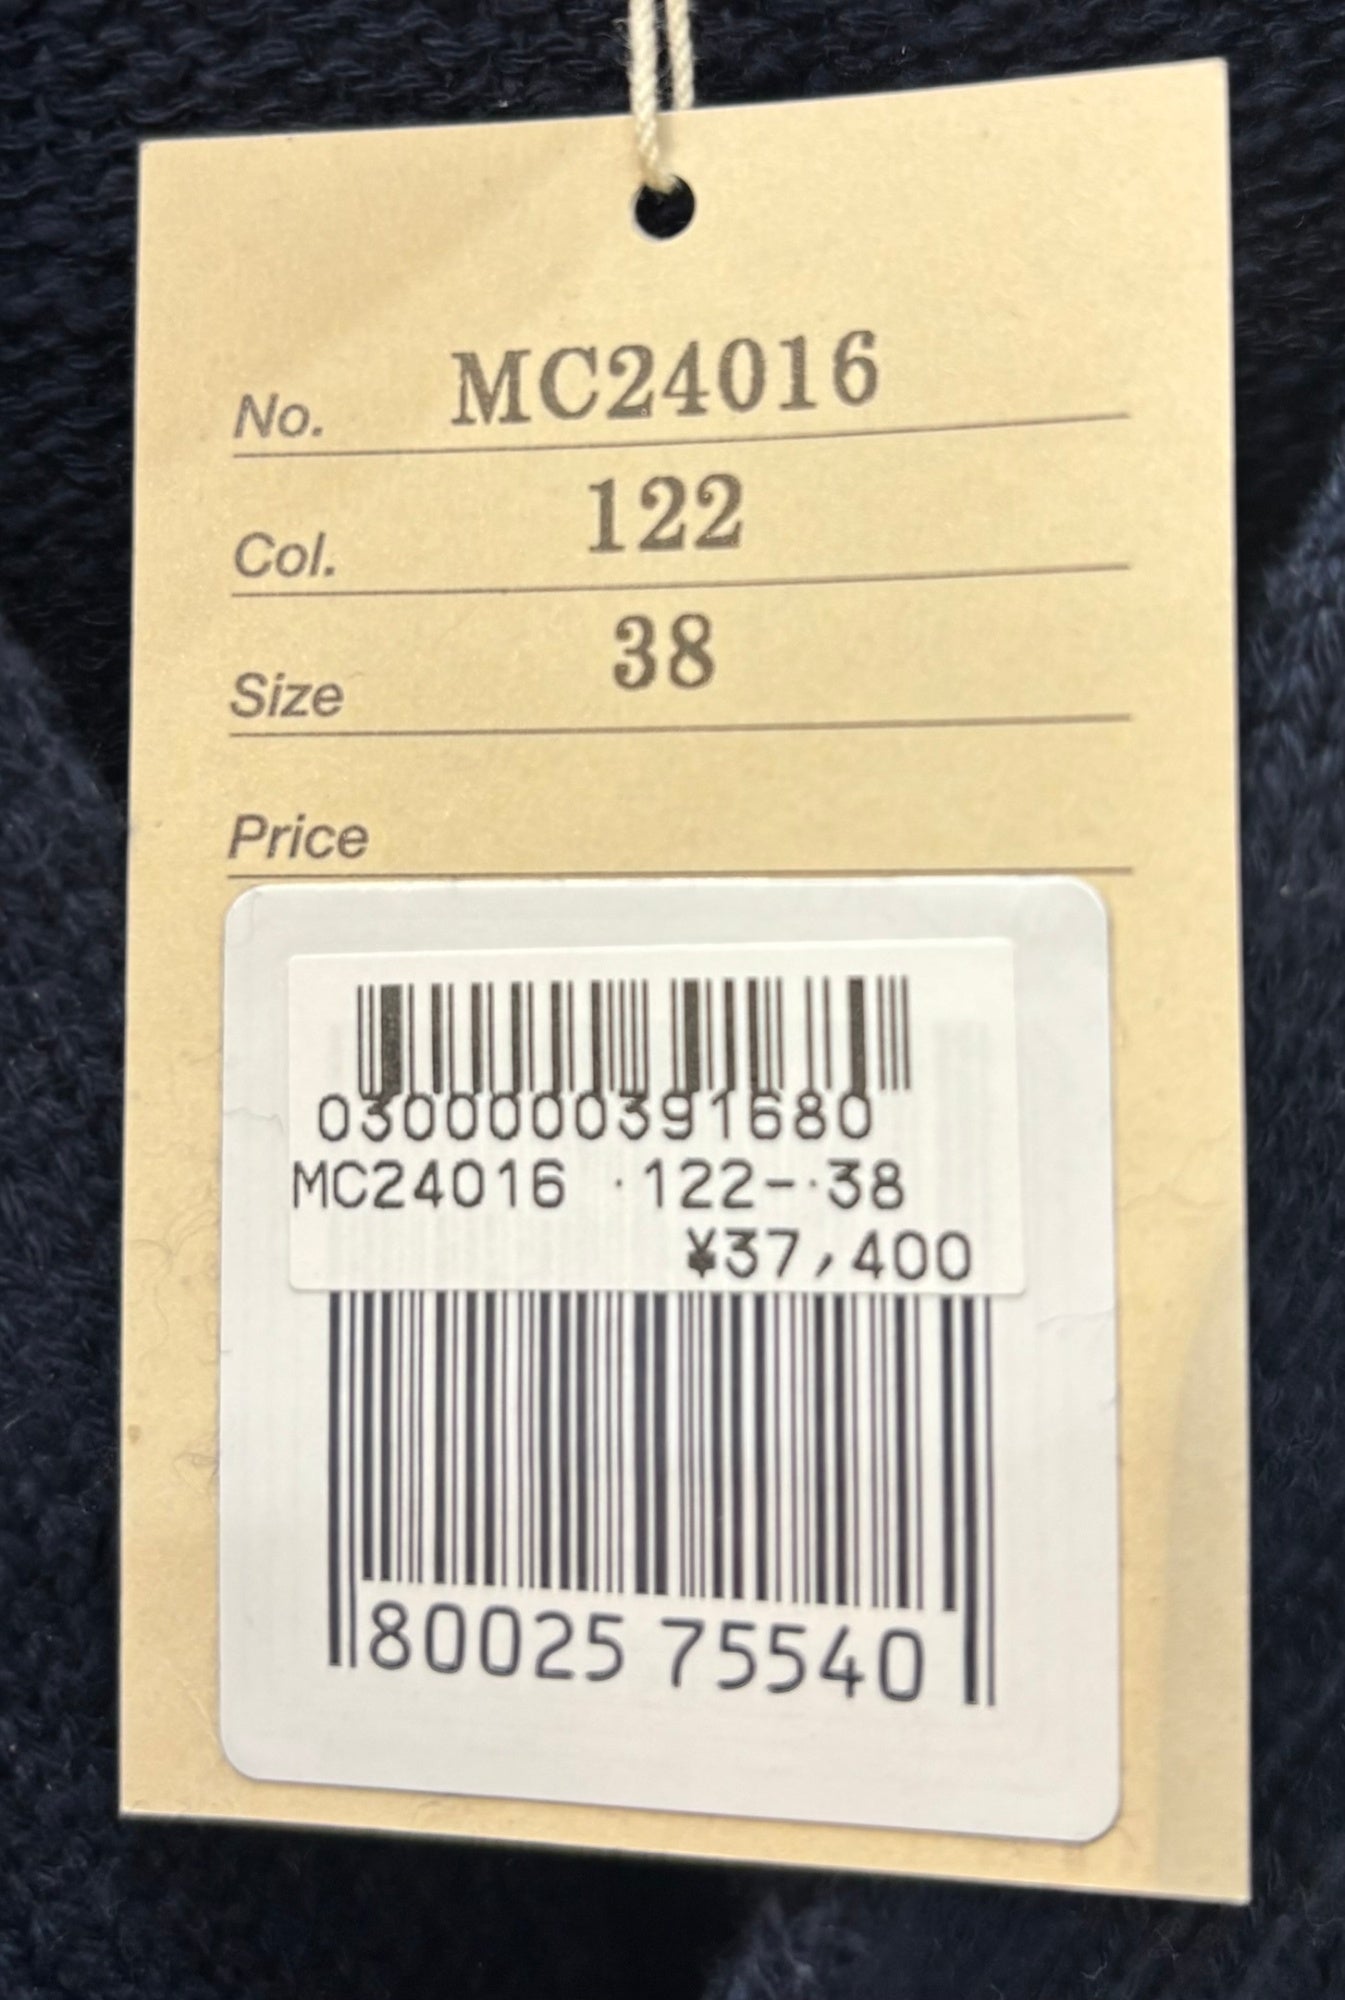 No. MC24016
Col. 122
Size 38
Price
0300000391680
MC24016 ·122-·38
¥37,400
80025 75540